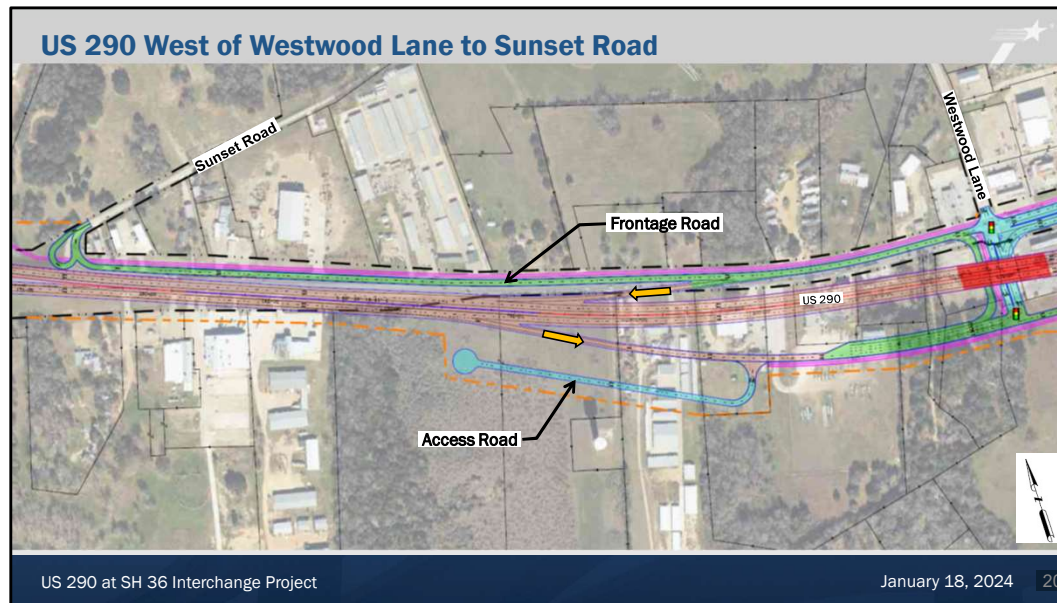 US 290 West of Westwood Lane to Sunset Road
Sunset Road
Westwood Lane
Frontage Road
US 290
Access Road
US 290 at SH 36 Interchange Project
January 18, 2024
20